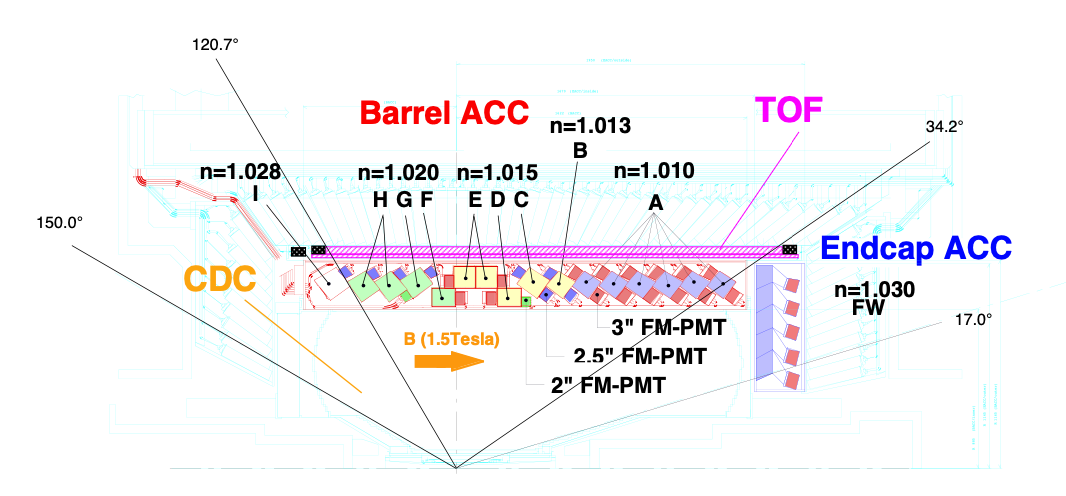 120.7°
Barrel ACC
TOF
n=1.013
B
34.2°
n=1.028
I
n=1.020
H G F
n=1.015
E D C
n=1.010
A
150.0°
CDC
Endcap ACC
n=1.030
FW
17.0°
B (1.5Tesla)
3" FM-PMT
2.5" FM-PMT
2" FM-PMT